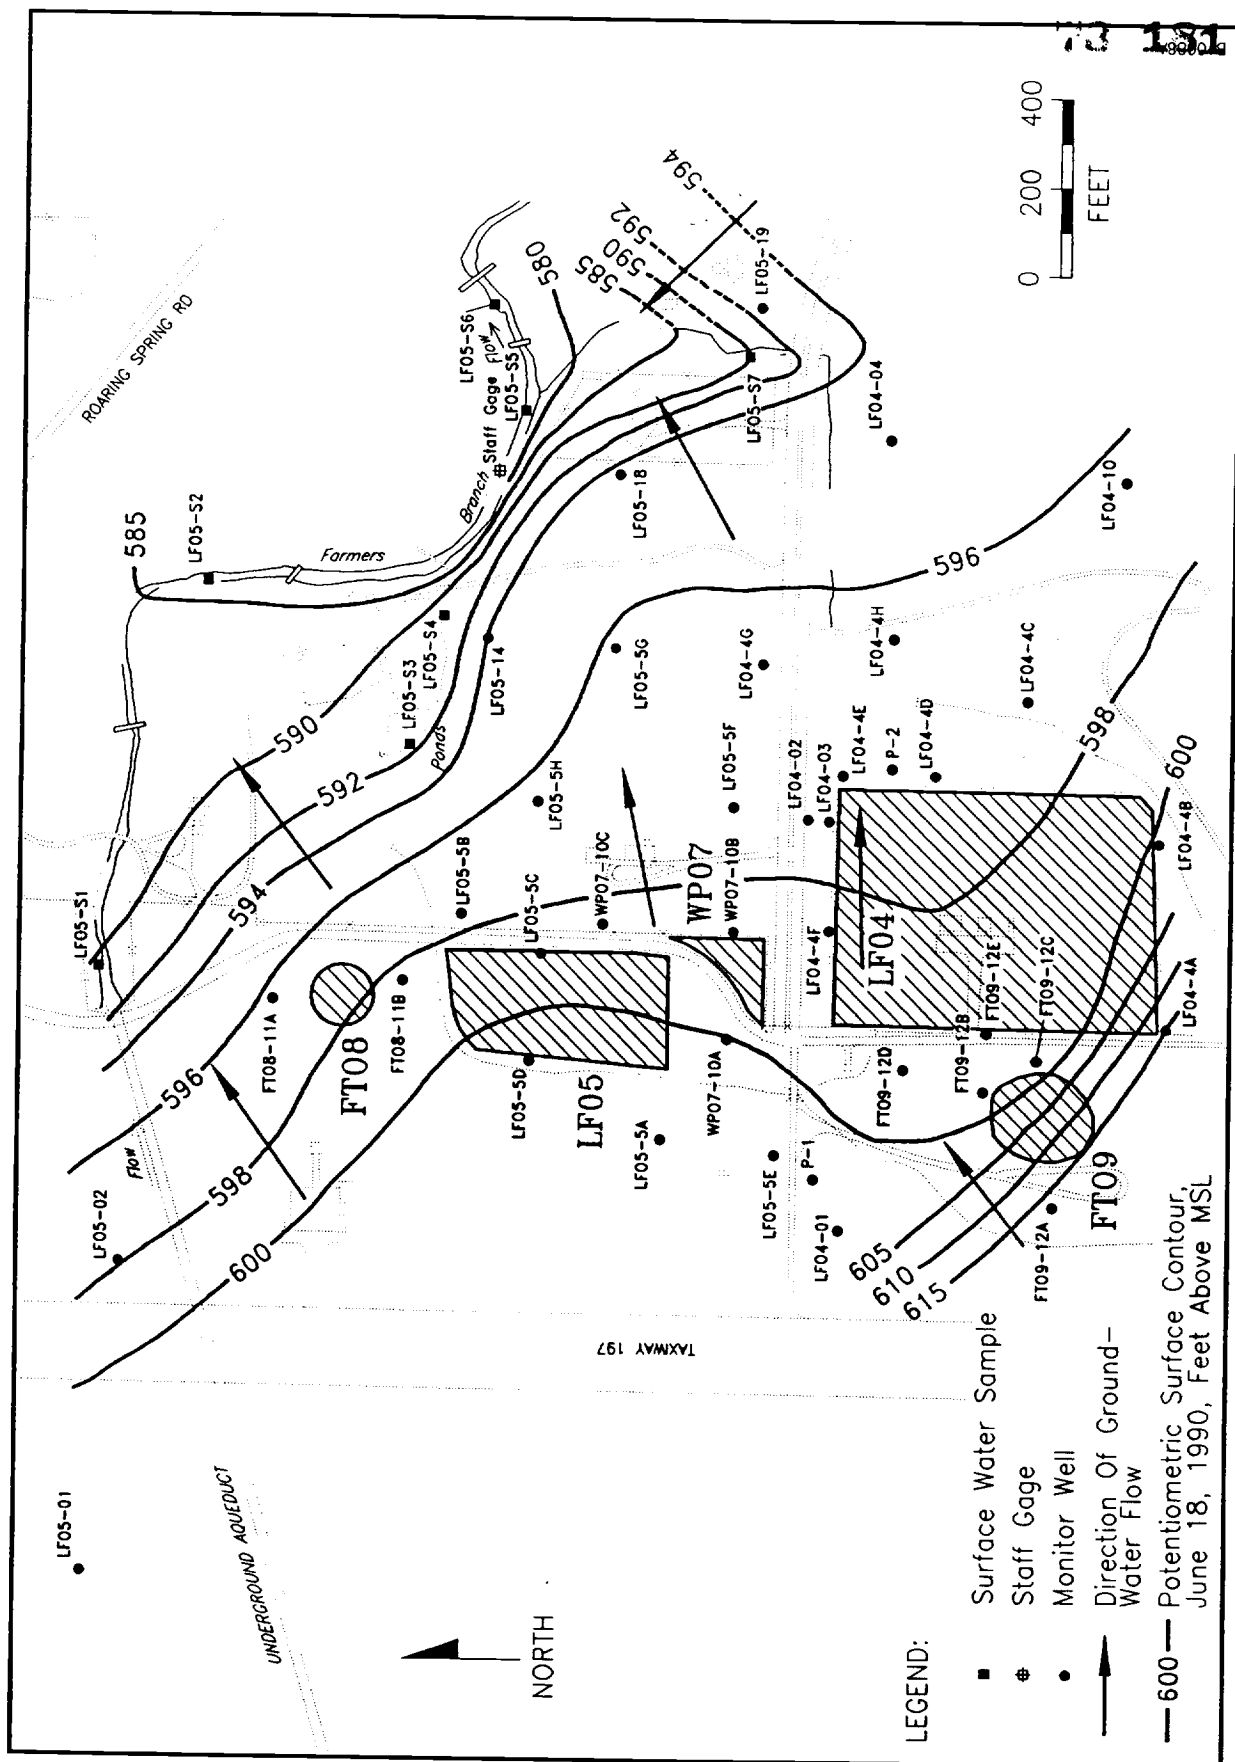 ROARING SPRING RD
400
200
0
FEET
594
592
590
585
580
LF05-S6
Flow
LF05-S5
Staff Gage
Branch
Farmers
LF05-S2
585
LF05-19
LF05-S7
LF04-04
LF04-10
LF05-18
596
LF05-S4
LF05-S3
LF05-14
Ponds
LF05-5G
LF04-4G
LF04-4H
LF04-4C
590
592
594
596
598
600
LF05-5H
LF05-5F
LF04-02
LF04-03
LF04-4E
P-2
LF04-4D
598
600
LF04-4B
LF05-S1
LF05-5B
LF05-5C
WP07-10C
WP07
WP07-10B
LF04-4F
LF04
FT09-12E
FT09-12C
LF04-4A
FT08-11A
FT08
FT08-11B
LF05-5D
LF05
LF05-5A
WP07-10A
FT09-12D
FT09-12B
LF05-5E
P-1
LF04-01
FT09-12A
FT09
605
610
615
Flow
LF05-02
TAXIWAY 197
LF05-01
UNDERGROUND AQUEDUCT
NORTH
LEGEND:
Surface Water Sample
Staff Gage
Monitor Well
Direction Of Ground-
Water Flow
600 Potentiometric Surface Contour,
June 18, 1990, Feet Above MSL